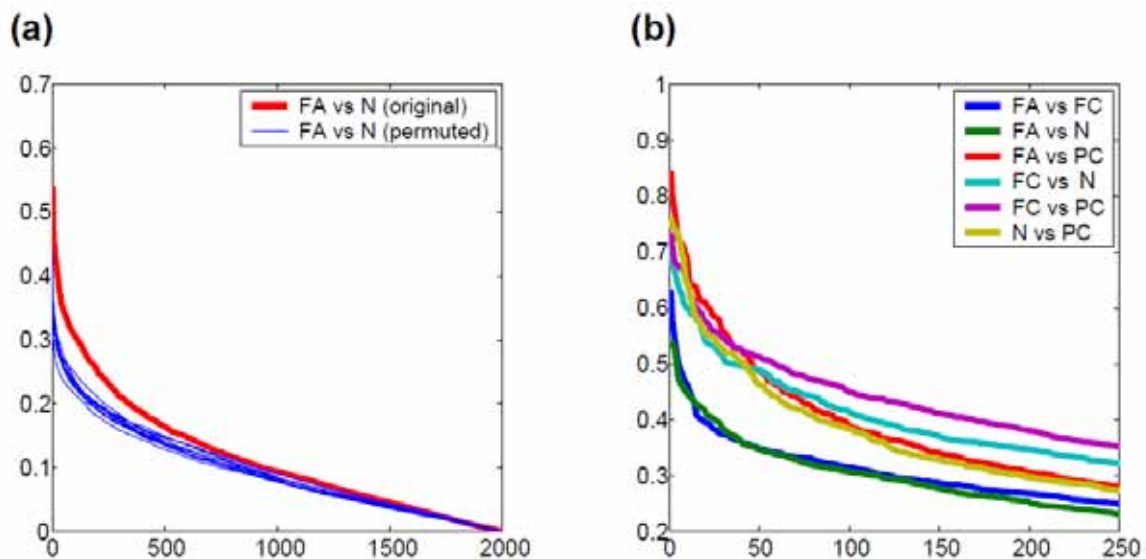 (a)
0.7
0.6
0.5
0.4
0.3
0.2
0.1
0
0
500
1000
1500
2000
FA vs N (original)
FA vs N (permuted)
(b)
1
0.9
0.8
0.7
0.6
0.5
0.4
0.3
0.2
0
50
100
150
200
250
FA vs FC
FA vs N
FA vs PC
FC vs N
FC vs PC
N vs PC